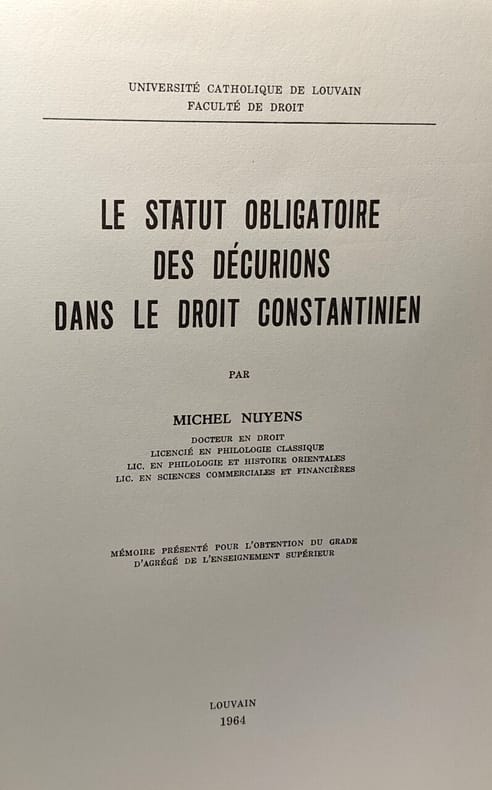 UNIVERSITÉ CATHOLIQUE DE LOUVAIN
FACULTÉ DE DROIT
LE STATUT OBLIGATOIRE
DES DÉCURIONS
DANS LE DROIT CONSTANTINIEN
PAR
MICHEL NUYENS
DOCTEUR EN DROIT
LICENCIÉ EN PHILOLOGIE CLASSIQUE
LIC. EN PHILOLOGIE ET HISTOIRE ORIENTALES
LIC. EN SCIENCES COMMERCIALES ET FINANCIÈRES
MÉMOIRE PRÉSENTÉ POUR L'OBTENTION DU GRADE
D'AGRÉGÉ DE L'ENSEIGNEMENT SUPÉRIEUR
LOUVAIN
1964